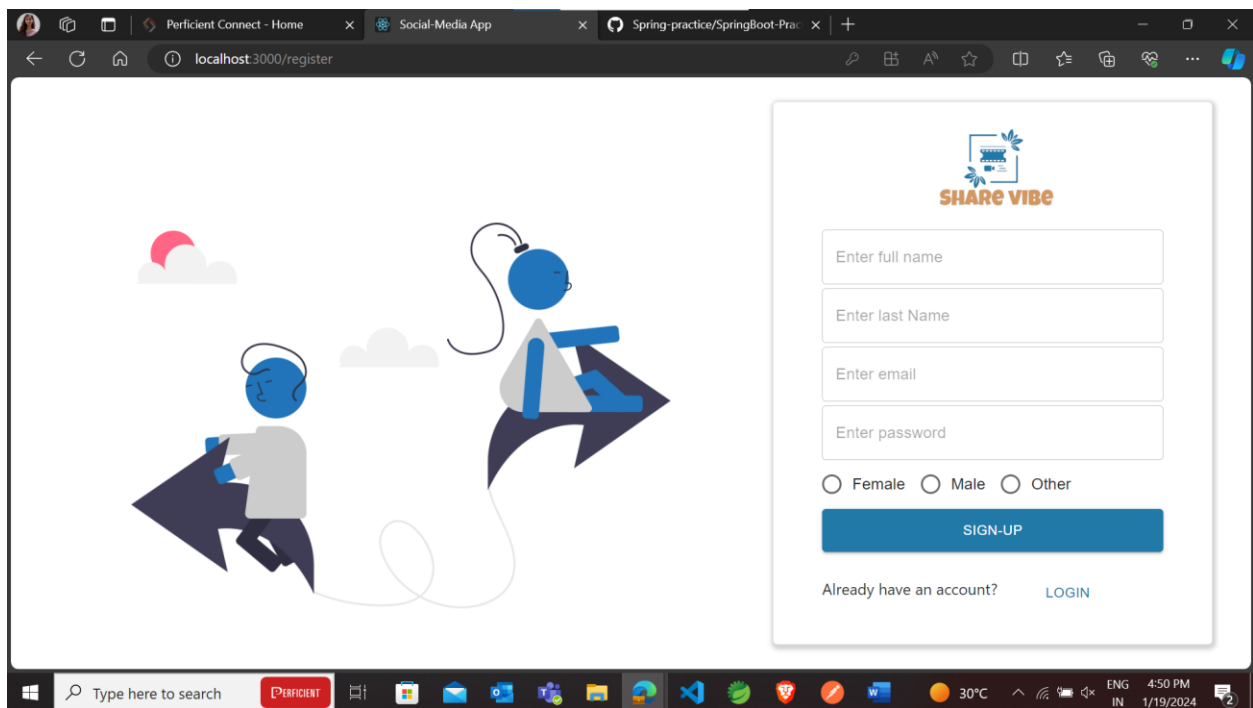 Perficient Connect - Home
Social-Media App
Spring-practice/SpringBoot-Prac
localhost:3000/register
SHARE VIBE
Enter full name
Enter last Name
Enter email
Enter password
Female Male Other
SIGN-UP
Already have an account? LOGIN
Type here to search
PERFICIENT
30°C
ENG
IN
4:50 PM
1/19/2024
2